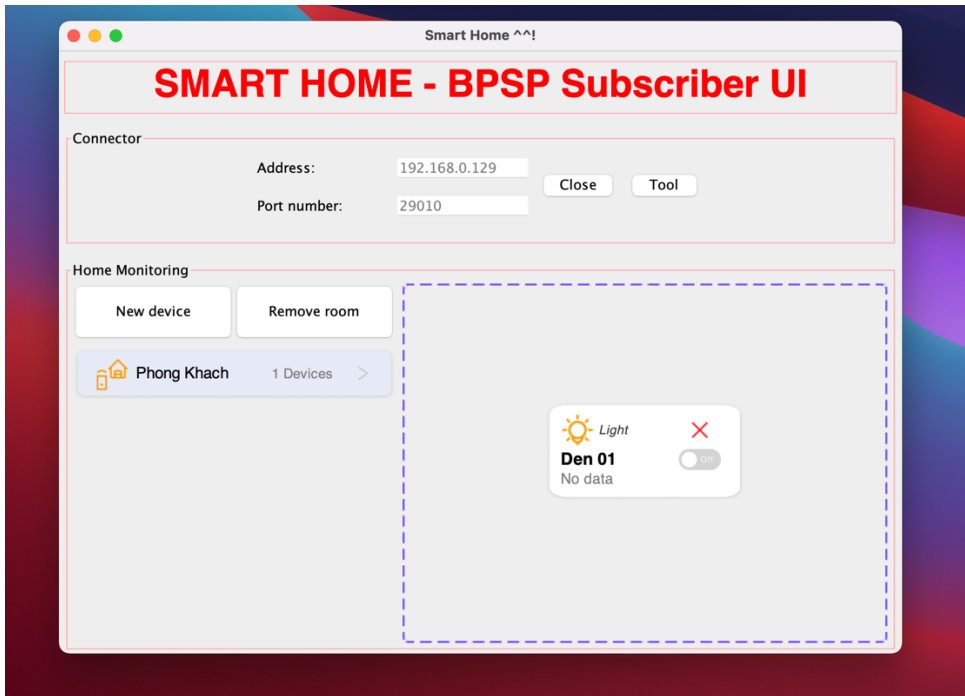 Smart Home ^^!
SMART HOME - BPSP Subscriber UI
Connector
Address:
192.168.0.129
Port number:
29010
Close
Tool
Home Monitoring
New device
Remove room
Phong Khach
1 Devices
Light
Den 01
Off
No data